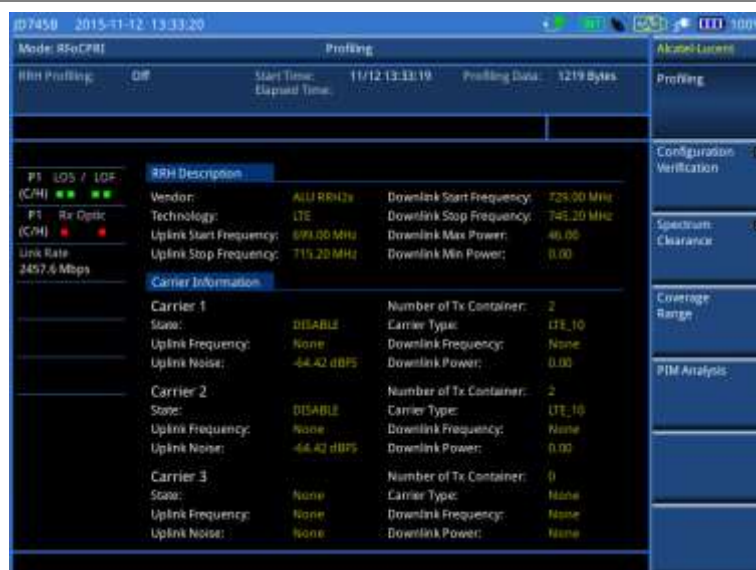 JD745B 2015-11-12 13:33:20
INT
100%
Mode: RFoCPRI Profiling
Alcatel-Lucent
RRH Profiling: Off Start Time: 11/12 13:33:19 Profiling Data: 1219 Bytes
Elapsed Time:
Profiling
Configuration Verification
Spectrum Clearance
Coverage Range
PIM Analysis
P1 LOS / LOF
(C/H)
P1 Rx Optic
(C/H)
Link Rate
2457.6 Mbps
RRH Description
Vendor: ALU RRH2x Downlink Start Frequency: 729.00 MHz
Technology: LTE Downlink Stop Frequency: 745.20 MHz
Uplink Start Frequency: 699.00 MHz Downlink Max Power: 46.00
Uplink Stop Frequency: 715.20 MHz Downlink Min Power: 0.00
Carrier Information
Carrier 1 Number of Tx Container: 2
State: DISABLE Carrier Type: LTE_10
Uplink Frequency: None Downlink Frequency: None
Uplink Noise: -64.42 dBFS Downlink Power: 0.00
Carrier 2 Number of Tx Container: 2
State: DISABLE Carrier Type: LTE_10
Uplink Frequency: None Downlink Frequency: None
Uplink Noise: -64.42 dBFS Downlink Power: 0.00
Carrier 3 Number of Tx Container: 0
State: None Carrier Type: None
Uplink Frequency: None Downlink Frequency: None
Uplink Noise: None Downlink Power: None